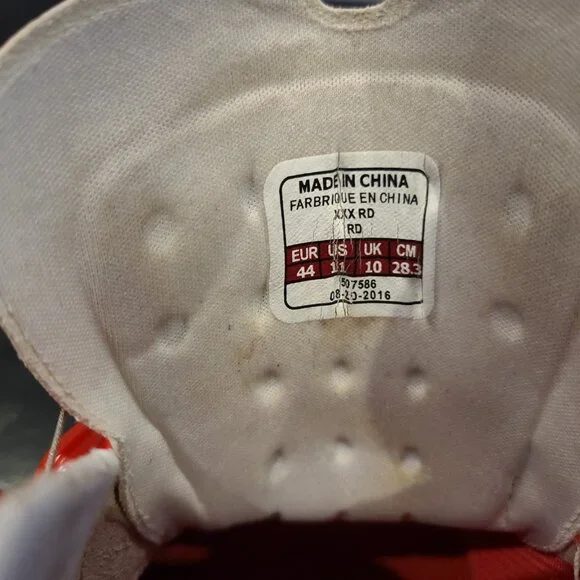 MADE IN CHINA
FARBRIQUE EN CHINA
XXX RD
RD
EUR US UK CM
44 11 10 28.3
507586
08-20-2016